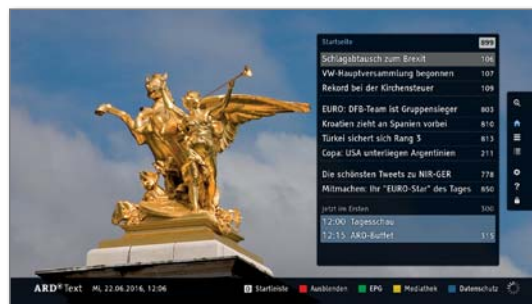 Startseite 899
Schlagabtausch zum Brexit 106
VW-Hauptversammlung begonnen 107
Rekord bei der Kirchensteuer 109
EURO: DFB-Team ist Gruppensieger 803
Kroatien zieht an Spanien vorbei 810
Türkei sichert sich Rang 3 813
Copa: USA unterliegen Argentinien 211
Die schönsten Tweets zu NIR-GER 778
Mitmachen: Ihr "EURO-Star" des Tages 850
Jetzt im Ersten 300
12:00 Tagesschau
12:15 ARD-Buffet 315
ARD Text Mi, 22.06.2016, 12:06 0 Startleiste Ausblenden EPG Mediathek Datenschutz